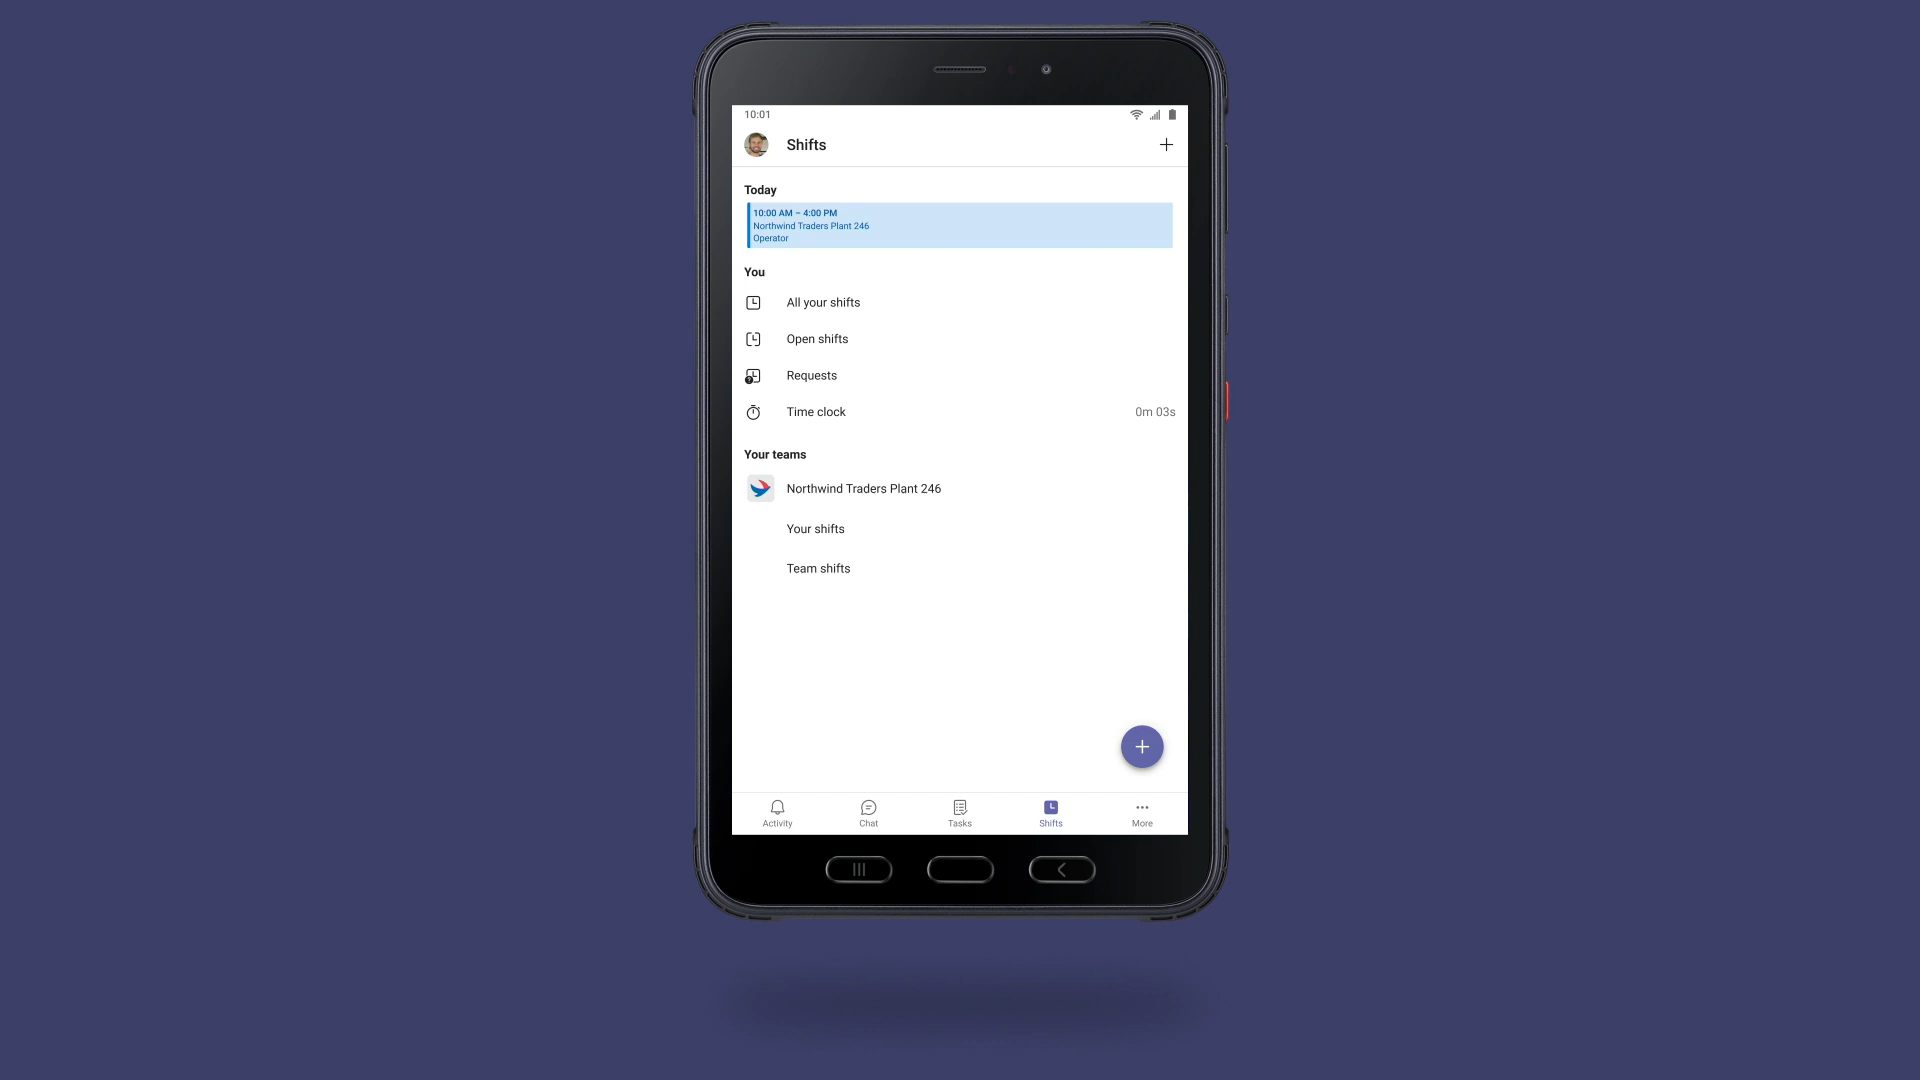 10:01
Shifts
Today
10:00 AM – 4:00 PM
Northwind Traders Plant 246
Operator
You
All your shifts
Open shifts
Requests
Time clock 0m 03s
Your teams
Northwind Traders Plant 246
Your shifts
Team shifts
Activity Chat Tasks Shifts More